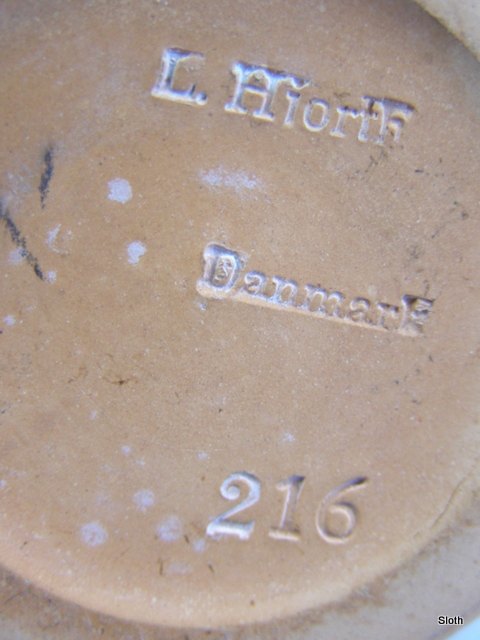 L. Hjorth
Danmark
216
Sloth